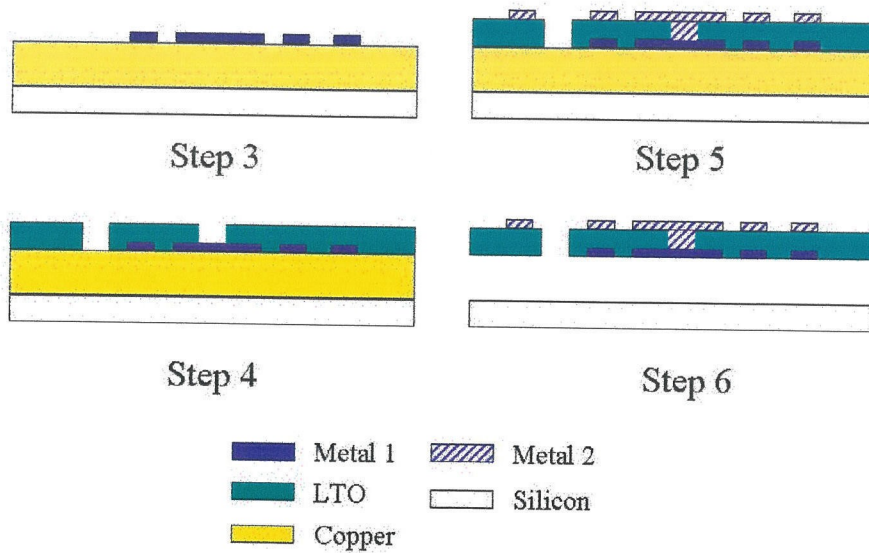 Step 3
Step 5
Step 4
Step 6
Metal 1
Metal 2
LTO
Silicon
Copper